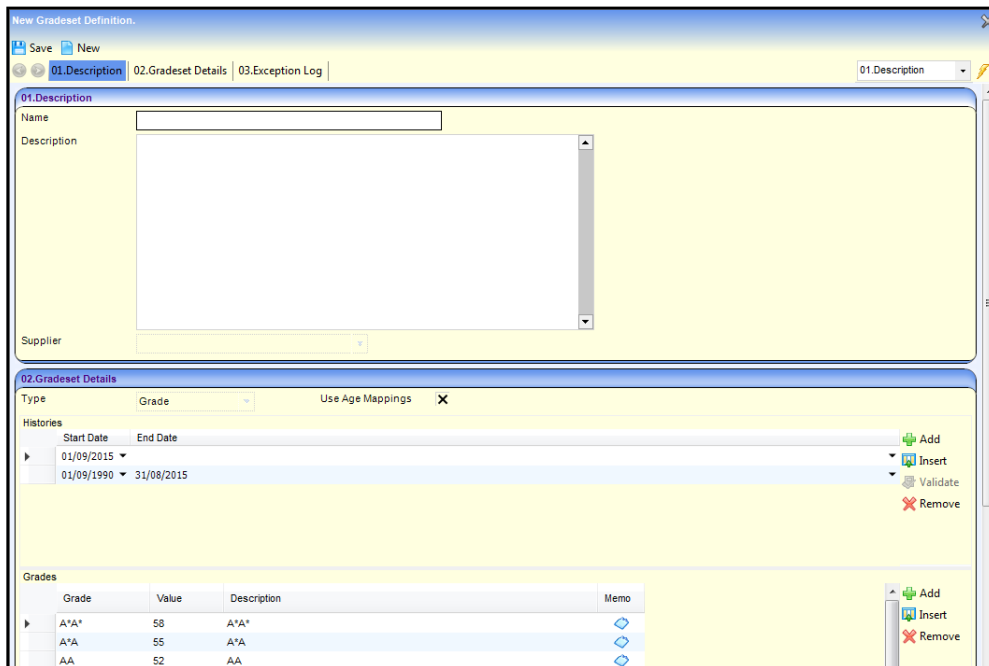 New Gradeset Definition.
Save New
01.Description 02.Gradeset Details 03.Exception Log 01.Description
01.Description
Name
Description
Supplier
02.Gradeset Details
Type Grade Use Age Mappings
Histories
Start Date End Date Add
01/09/2015 Insert
01/09/1990 31/08/2015 Validate
Remove
Grades
Grade Value Description Memo Add
Insert
A*A* 58 A*A*
A*A 55 A*A Remove
AA 52 AA